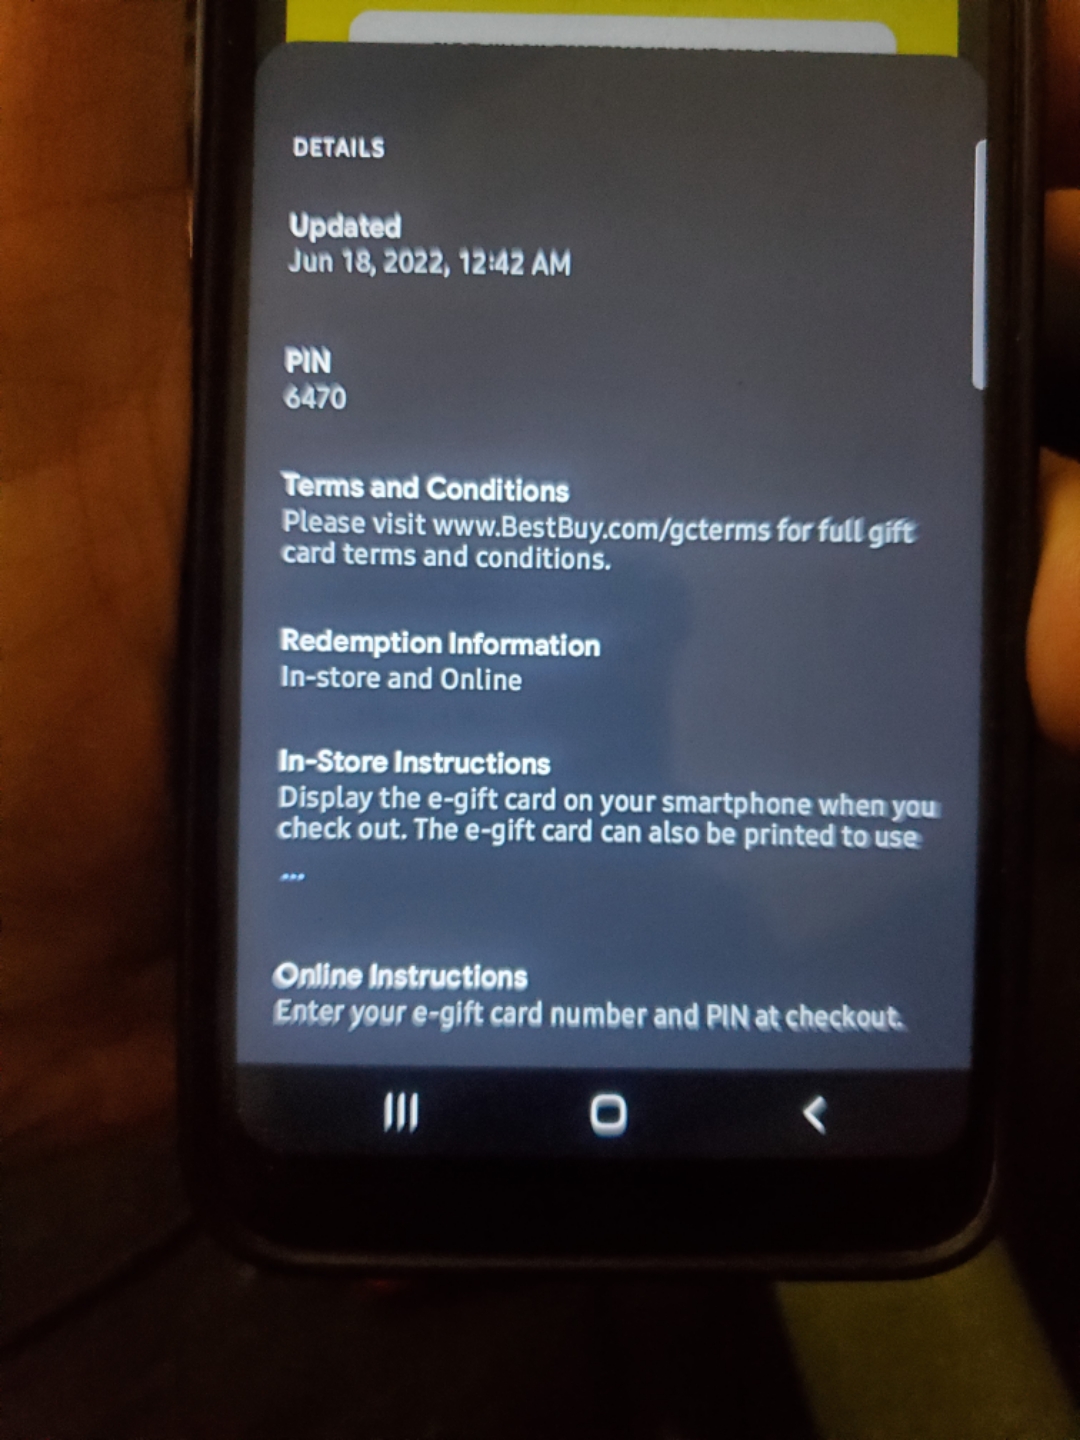 DETAILS
Updated
Jun 18, 2022, 12:42 AM
PIN
6470
Terms and Conditions
Please visit www.BestBuy.com/gcterms for full gift
card terms and conditions.
Redemption Information
In-store and Online
In-Store Instructions
Display the e-gift card on your smartphone when you
check out. The e-gift card can also be printed to use
...
Online Instructions
Enter your e-gift card number and PIN at checkout.